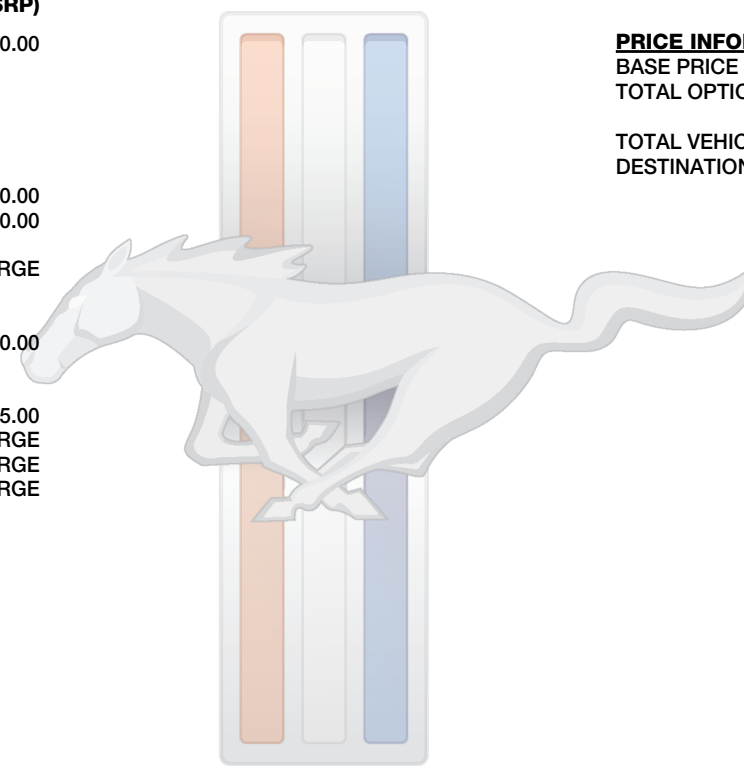 SRP)
0.00
0.00
0.00
RGE
0.00
5.00
RGE
RGE
RGE
PRICE INFO
BASE PRICE
TOTAL OPTIO
TOTAL VEHIC
DESTINATION